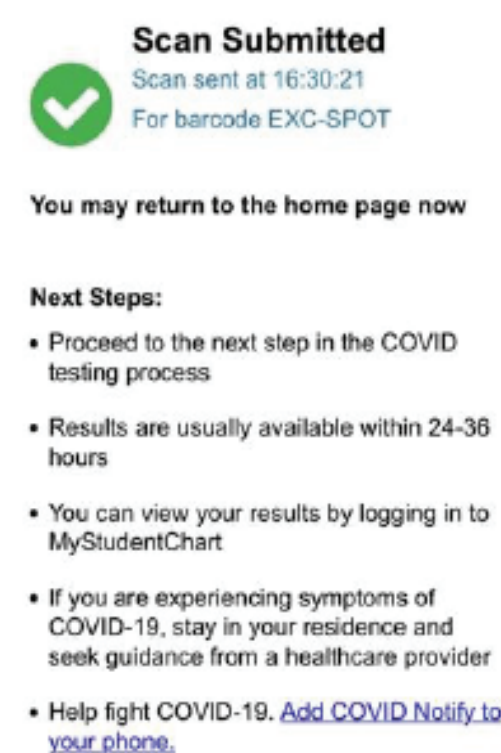 Scan Submitted
Scan sent at 16:30:21
For barcode EXC-SPOT
You may return to the home page now
Next Steps:
• Proceed to the next step in the COVID
testing process
• Results are usually available within 24-36
hours
• You can view your results by logging in to
MyStudentChart
• If you are experiencing symptoms of
COVID-19, stay in your residence and
seek guidance from a healthcare provider
• Help fight COVID-19. Add COVID Notify to
your phone.